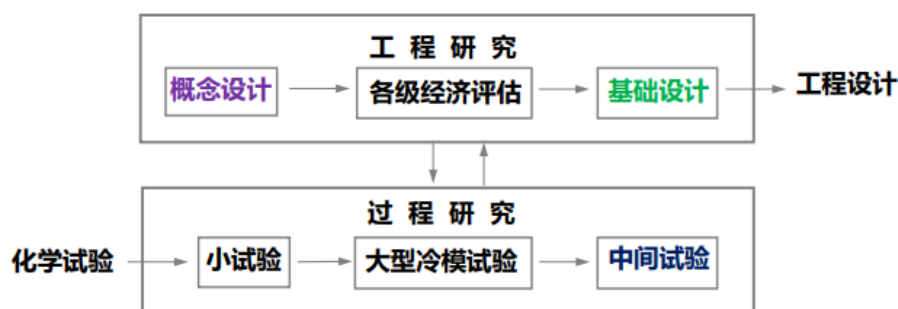 工程研究
概念设计
各级经济评估
基础设计
工程设计
过程研究
化学试验
小试验
大型冷模试验
中间试验